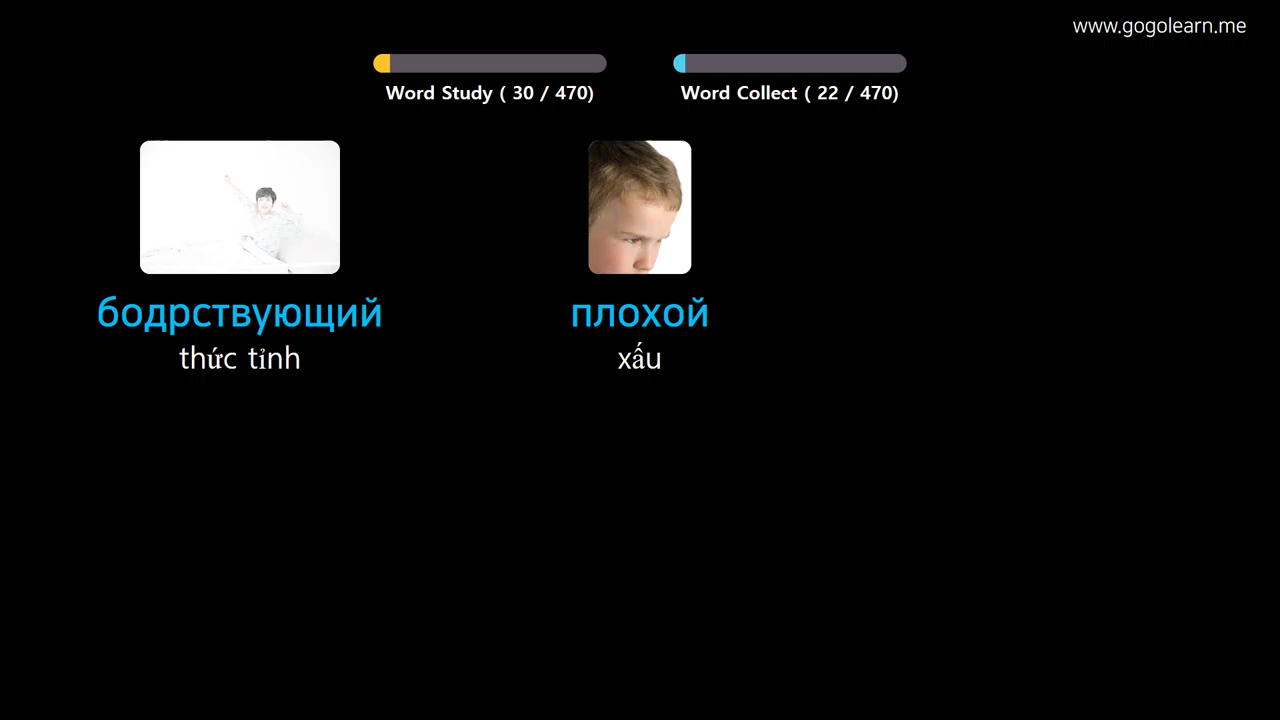 www.gogolearn.me
Word Study ( 30 / 470)
Word Collect ( 22 / 470)
бодрствующий
thức tỉnh
плохой
xấu